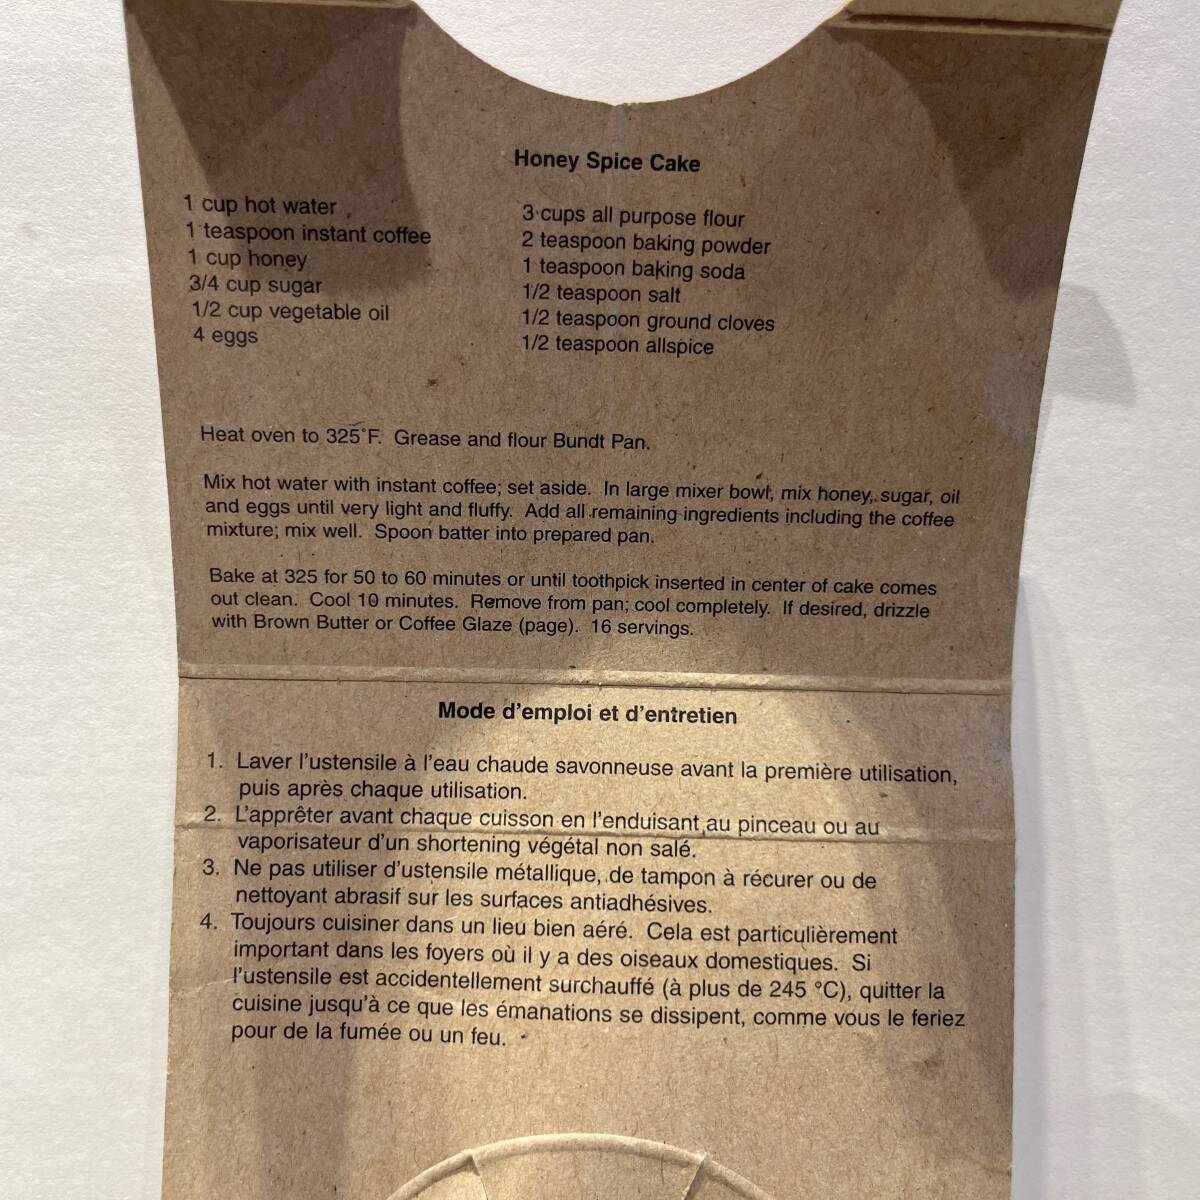 Honey Spice Cake
1 cup hot water
1 teaspoon instant coffee
1 cup honey
3/4 cup sugar
1/2 cup vegetable oil
4 eggs
3 cups all purpose flour
2 teaspoon baking powder
1 teaspoon baking soda
1/2 teaspoon salt
1/2 teaspoon ground cloves
1/2 teaspoon allspice
Heat oven to 325°F. Grease and flour Bundt Pan.
Mix hot water with instant coffee; set aside. In large mixer bowl, mix honey, sugar, oil
and eggs until very light and fluffy. Add all remaining ingredients including the coffee
mixture; mix well. Spoon batter into prepared pan.
Bake at 325 for 50 to 60 minutes or until toothpick inserted in center of cake comes
out clean. Cool 10 minutes. Remove from pan; cool completely. If desired, drizzle
with Brown Butter or Coffee Glaze (page). 16 servings.
Mode d'emploi et d'entretien
1. Laver l'ustensile à l'eau chaude savonneuse avant la première utilisation,
puis après chaque utilisation.
2. L'apprêter avant chaque cuisson en l'enduisant au pinceau ou au
vaporisateur d'un shortening végétal non salé.
3. Ne pas utiliser d'ustensile métallique, de tampon à récurer ou de
nettoyant abrasif sur les surfaces antiadhésives.
4. Toujours cuisiner dans un lieu bien aéré. Cela est particulièrement
important dans les foyers où il y a des oiseaux domestiques. Si
l'ustensile est accidentellement surchauffé (à plus de 245 °C), quitter la
cuisine jusqu'à ce que les émanations se dissipent, comme vous le feriez
pour de la fumée ou un feu.